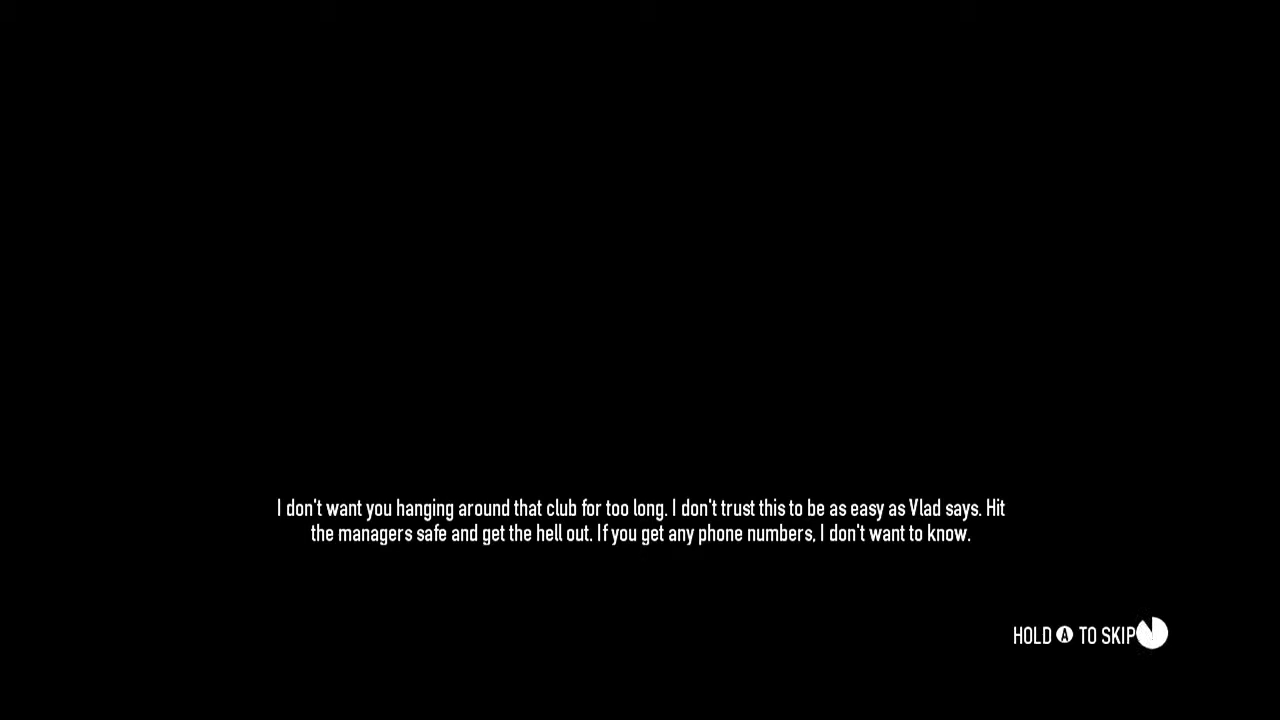 I don't want you hanging around that club for too long. I don't trust this to be as easy as Vlad says. Hit
the managers safe and get the hell out. If you get any phone numbers, I don't want to know.
HOLD A TO SKIP